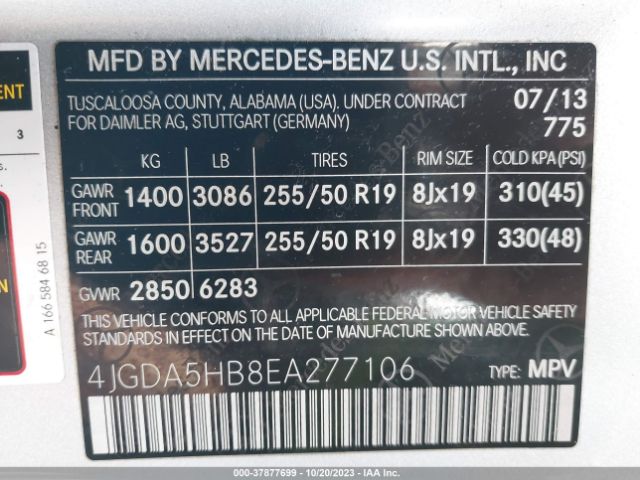 ENT
3
s.
N
A 166 584 68 15
MFD BY MERCEDES-BENZ U.S. INTL., INC
TUSCALOOSA COUNTY, ALABAMA (USA). UNDER CONTRACT 07/13
FOR DAIMLER AG, STUTTGART (GERMANY) 775
KG LB TIRES RIM SIZE COLD KPA (PSI)
GAWR FRONT 1400 3086 255/50 R19 8Jx19 310(45)
GAWR REAR 1600 3527 255/50 R19 8Jx19 330(48)
GVWR 2850 6283
THIS VEHICLE CONFORMS TO ALL APPLICABLE FEDERAL MOTOR VEHICLE SAFETY
STANDARDS IN EFFECT ON THE DATE OF MANUFACTURE SHOWN ABOVE.
4JGDA5HB8EA277106 TYPE: MPV
000-37877699 - 10/20/2023 - IAA Inc.